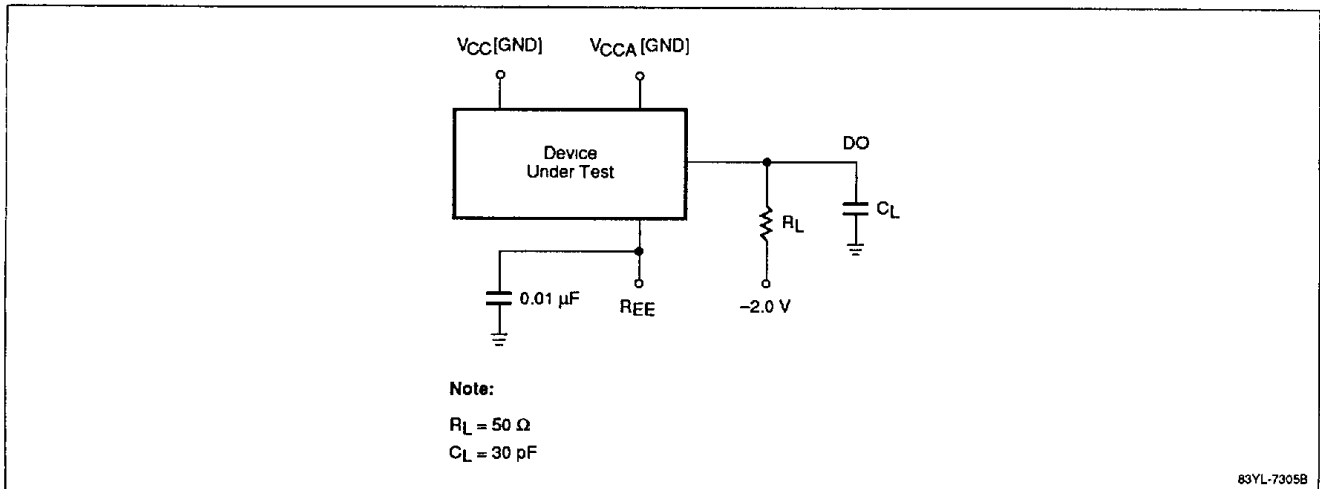 VCC[GND] VCCA [GND]
Device
Under Test
DO
RL
CL
0.01 µF
REE
–2.0 V
Note:
RL = 50 Ω
CL = 30 pF
83YL-7305B